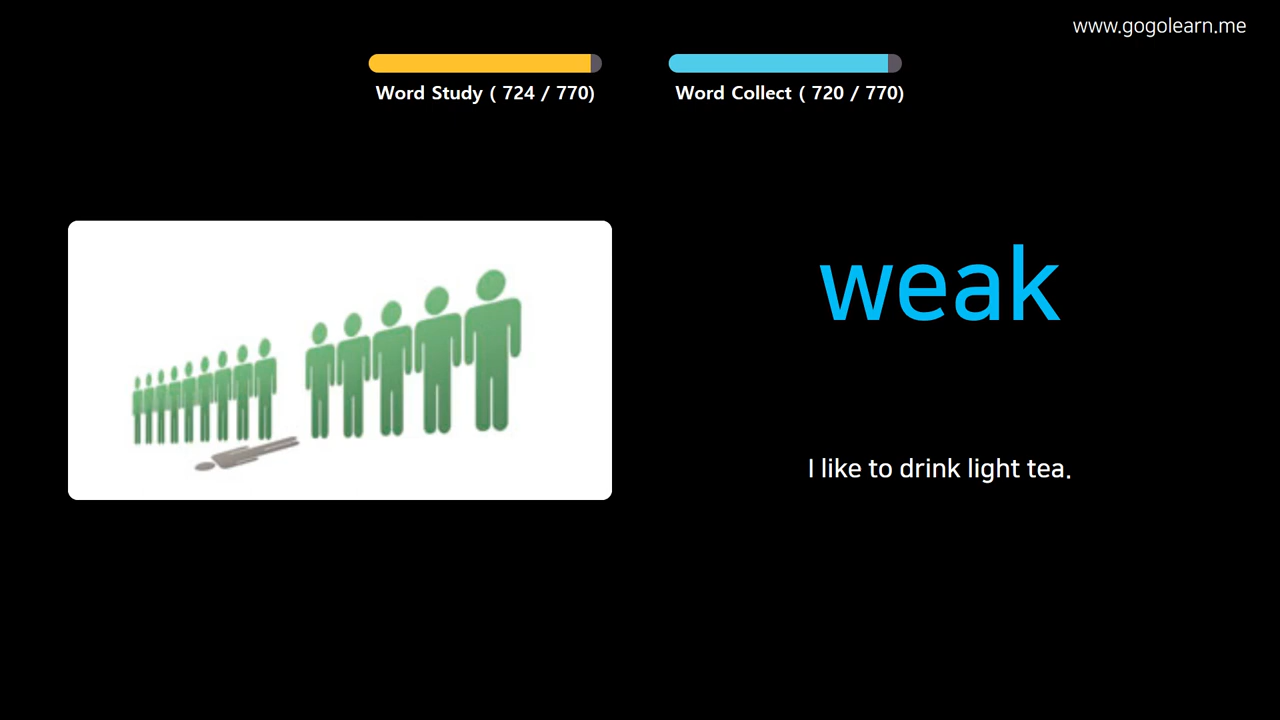 www.gogolearn.me
Word Study ( 724 / 770)
Word Collect ( 720 / 770)
weak
I like to drink light tea.